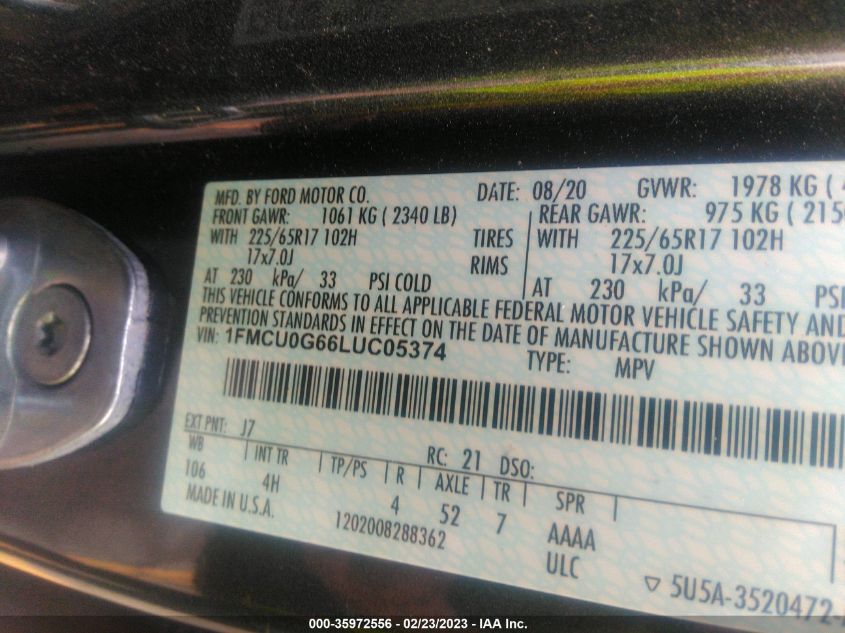 MFD. BY FORD MOTOR CO. DATE: 08/20 GVWR: 1978 KG (
FRONT GAWR: 1061 KG ( 2340 LB) REAR GAWR: 975 KG ( 215
WITH 225/65R17 102H TIRES WITH 225/65R17 102H
17x7.0J RIMS 17x7.0J
AT 230 kPa/ 33 PSI COLD AT 230 kPa/ 33 PSI
THIS VEHICLE CONFORMS TO ALL APPLICABLE FEDERAL MOTOR VEHICLE SAFETY AND
PREVENTION STANDARDS IN EFFECT ON THE DATE OF MANUFACTURE SHOWN ABOVE
VIN: 1FMCU0G66LUC05374 TYPE: MPV
EXT PNT: J7 RC: 21 DSO:
WB INT TR TP/PS R AXLE TR SPR
106 4H 4 52 7 AAAA
MADE IN U.S.A. 1202008288362 ULC
5U5A-3520472-
000-35972556 - 02/23/2023 - IAA Inc.